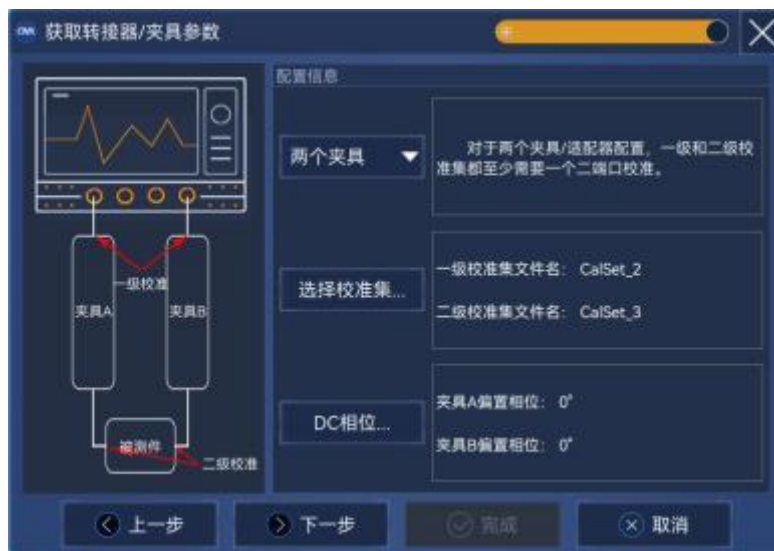 获取转接器/夹具参数
配置信息
两个夹具
对于两个夹具/适配器配置，一级和二级校
准集都至少需要一个二端口校准。
一级校准
夹具A
夹具B
选择校准集...
一级校准集文件名： CalSet_2
二级校准集文件名： CalSet_3
DC相位...
夹具A偏置相位： 0°
夹具B偏置相位： 0°
被测件
二级校准
上一步
下一步
完成
取消